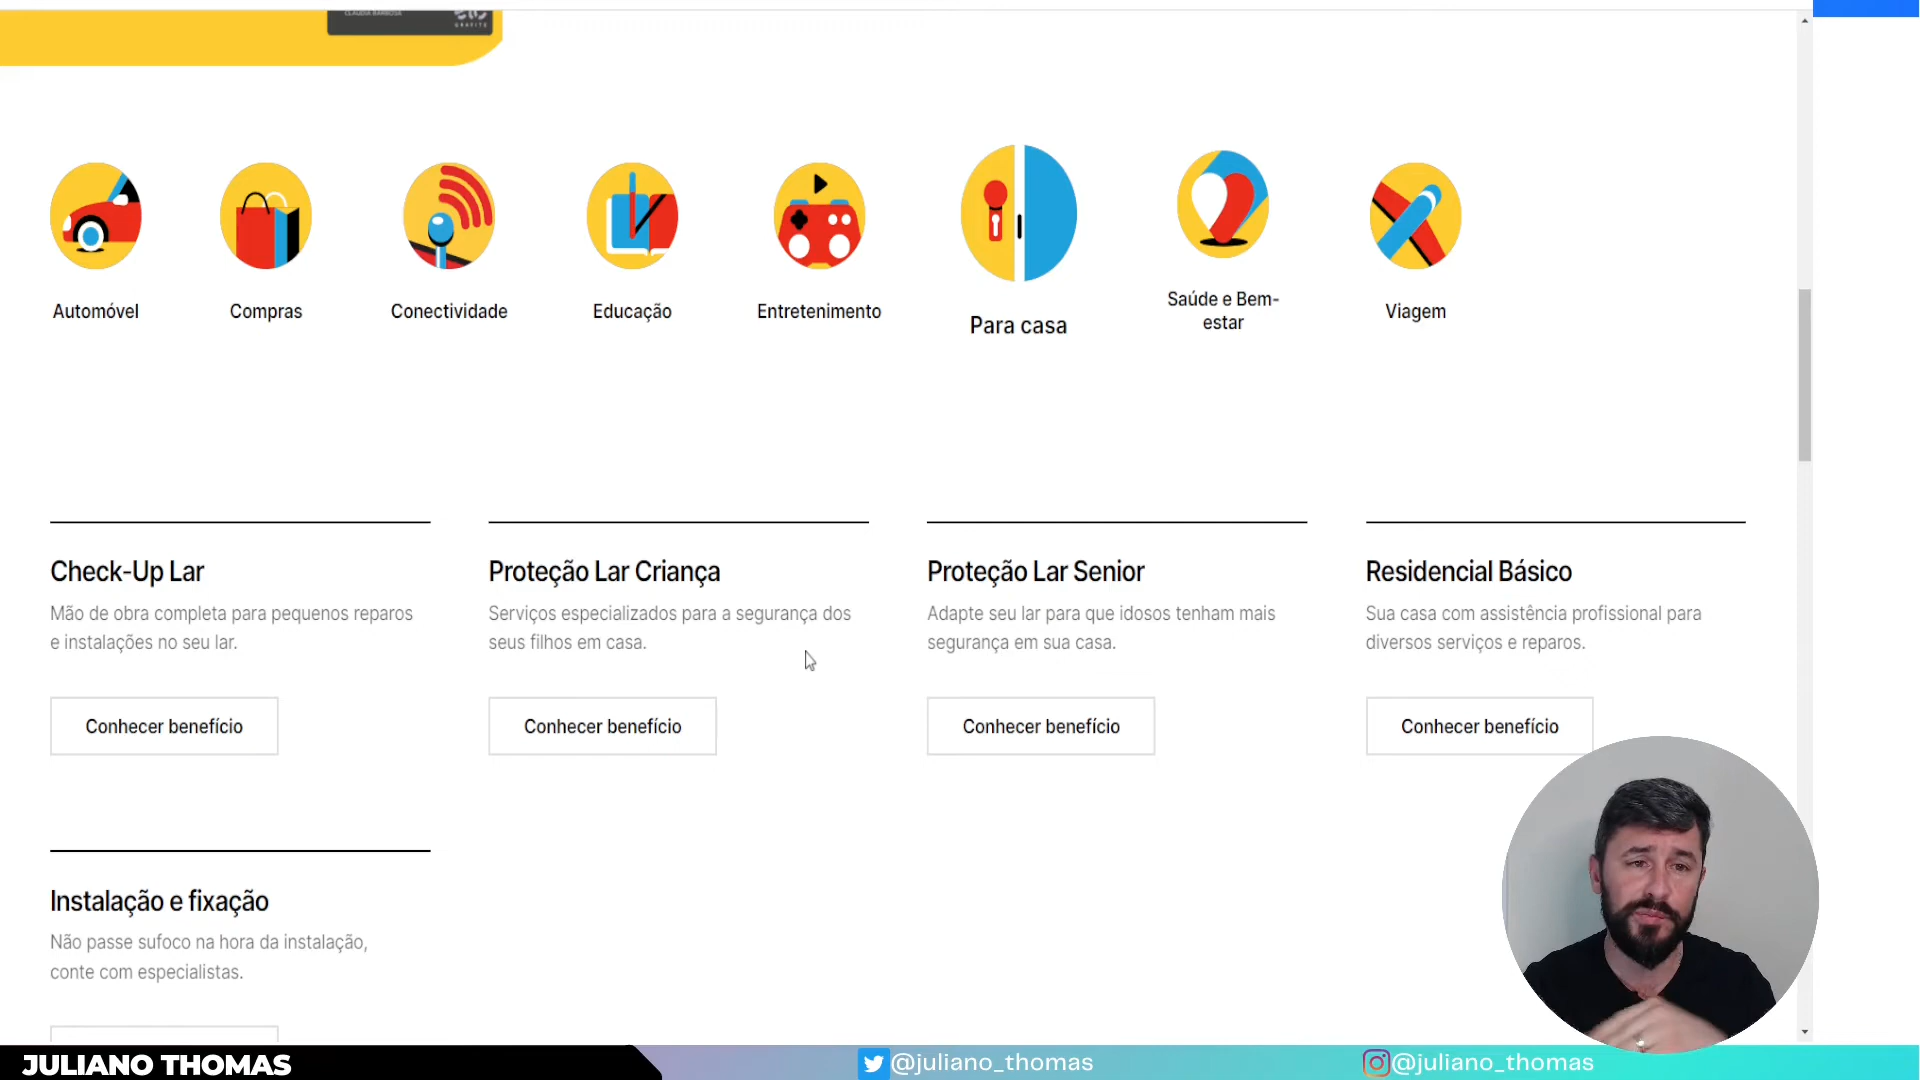 CLAUDIA BARBOSA
elo
GRAFITE
Automóvel
Compras
Conectividade
Educação
Entretenimento
Para casa
Saúde e Bem-
estar
Viagem
Check-Up Lar
Mão de obra completa para pequenos reparos
e instalações no seu lar.
Conhecer benefício
Proteção Lar Criança
Serviços especializados para a segurança dos
seus filhos em casa.
Conhecer benefício
Proteção Lar Senior
Adapte seu lar para que idosos tenham mais
segurança em sua casa.
Conhecer benefício
Residencial Básico
Sua casa com assistência profissional para
diversos serviços e reparos.
Conhecer benefício
Instalação e fixação
Não passe sufoco na hora da instalação,
conte com especialistas.
JULIANO THOMAS
@juliano_thomas
@juliano_thomas